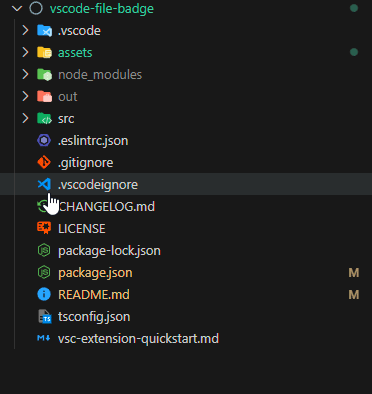 vscode-file-badge
.vscode
assets
node_modules
out
src
.eslintrc.json
.gitignore
.vscodeignore
CHANGELOG.md
LICENSE
package-lock.json
package.json M
README.md M
TS tsconfig.json
vsc-extension-quickstart.md